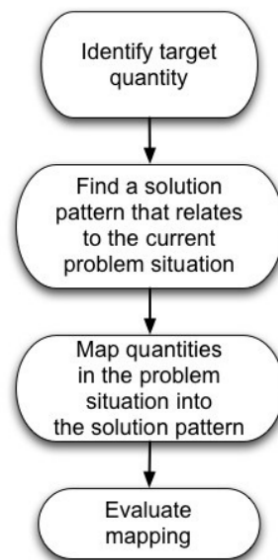 Identify target
quantity
Find a solution
pattern that relates
to the current
problem situation
Map quantities
in the problem
situation into
the solution pattern
Evaluate
mapping